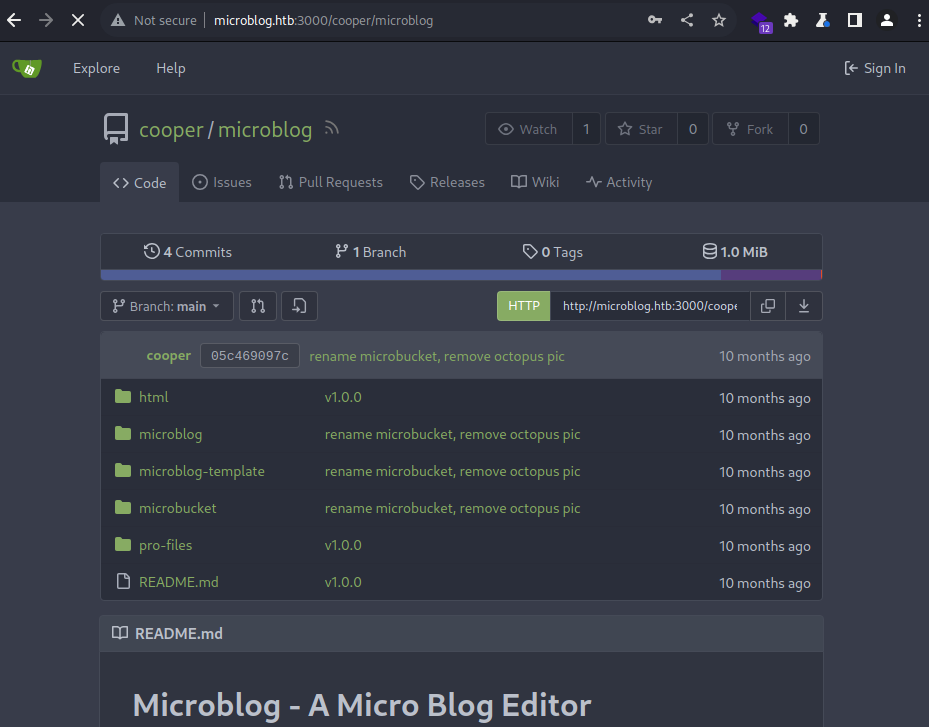 Not secure microblog.htb:3000/cooper/microblog 12
Explore Help Sign In
cooper/microblog Watch 1 Star 0 Fork 0
Code Issues Pull Requests Releases Wiki Activity
4 Commits 1 Branch 0 Tags 1.0 MiB
Branch: main HTTP http://microblog.htb:3000/coope
cooper 05c469097c rename microbucket, remove octopus pic 10 months ago
html v1.0.0 10 months ago
microblog rename microbucket, remove octopus pic 10 months ago
microblog-template rename microbucket, remove octopus pic 10 months ago
microbucket rename microbucket, remove octopus pic 10 months ago
pro-files v1.0.0 10 months ago
README.md v1.0.0 10 months ago
README.md
Microblog - A Micro Blog Editor